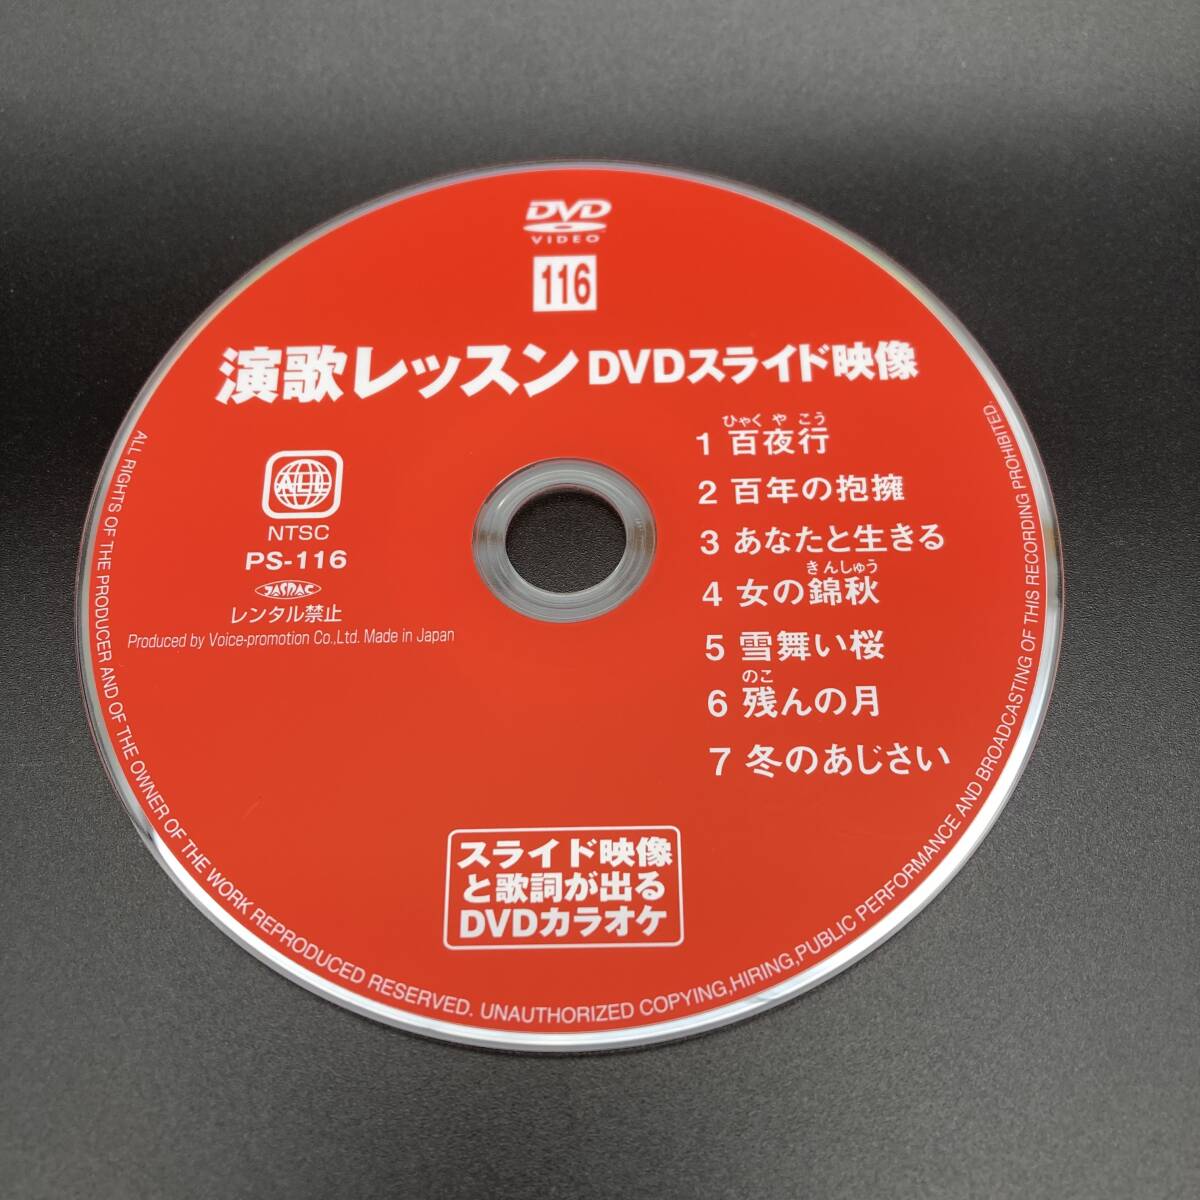 DVD
VIDEO
116
演歌レッスン DVDスライド映像
ALL
NTSC
PS-116
JASRAC
レンタル禁止
Produced by Voice-promotion Co.,Ltd. Made in Japan
ひゃく や こう
1 百夜行
2 百年の抱擁
3 あなたと生きる
きんしゅう
4 女の錦秋
5 雪舞い桜
のこ
6 残んの月
7 冬のあじさい
スライド映像
と歌詞が出る
DVDカラオケ
ALL RIGHTS OF THE PRODUCER AND OF THE OWNER OF THE WORK REPRODUCED RESERVED. UNAUTHORIZED COPYING,HIRING,PUBLIC PERFORMANCE AND BROADCASTING OF THIS RECORDING PROHIBITED.